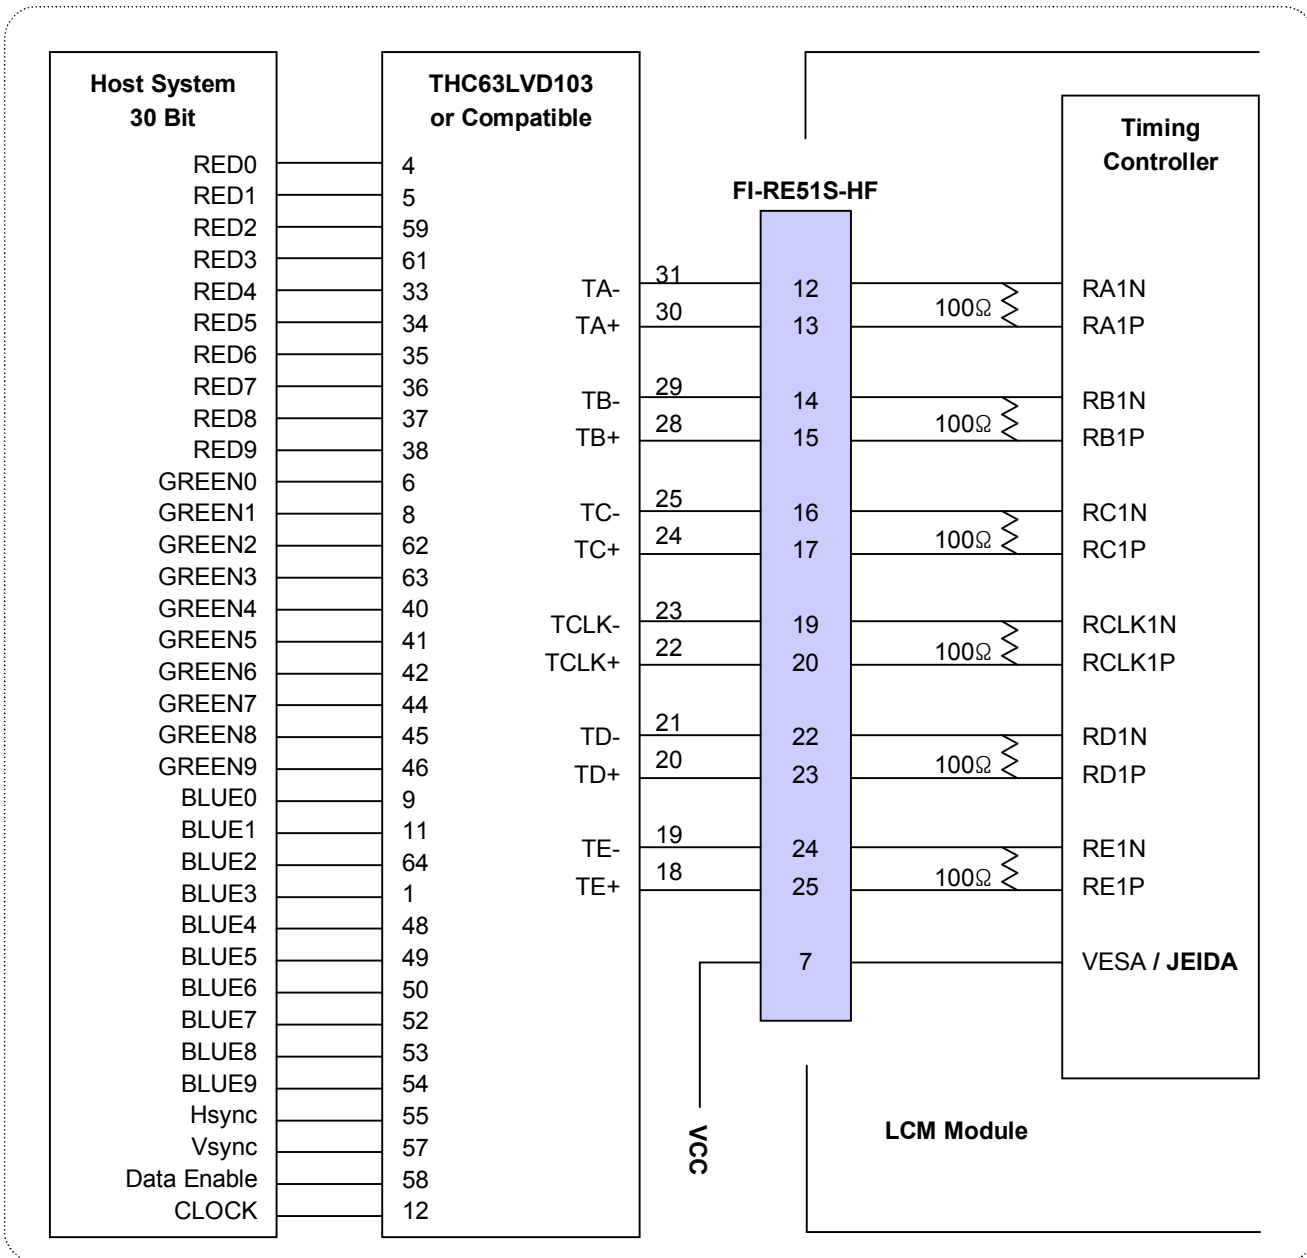 Host System
30 Bit
THC63LVD103
or Compatible
Timing
Controller
FI-RE51S-HF
RED0 4
RED1 5
RED2 59
RED3 61
RED4 33
RED5 34
RED6 35
RED7 36
RED8 37
RED9 38
GREEN0 6
GREEN1 8
GREEN2 62
GREEN3 63
GREEN4 40
GREEN5 41
GREEN6 42
GREEN7 44
GREEN8 45
GREEN9 46
BLUE0 9
BLUE1 11
BLUE2 64
BLUE3 1
BLUE4 48
BLUE5 49
BLUE6 50
BLUE7 52
BLUE8 53
BLUE9 54
Hsync 55
Vsync 57
Data Enable 58
CLOCK 12
TA- 31 12 RA1N
100Ω
TA+ 30 13 RA1P
TB- 29 14 RB1N
100Ω
TB+ 28 15 RB1P
TC- 25 16 RC1N
100Ω
TC+ 24 17 RC1P
TCLK- 23 19 RCLK1N
100Ω
TCLK+ 22 20 RCLK1P
TD- 21 22 RD1N
100Ω
TD+ 20 23 RD1P
TE- 19 24 RE1N
100Ω
TE+ 18 25 RE1P
7 VESA / JEIDA
VCC
LCM Module